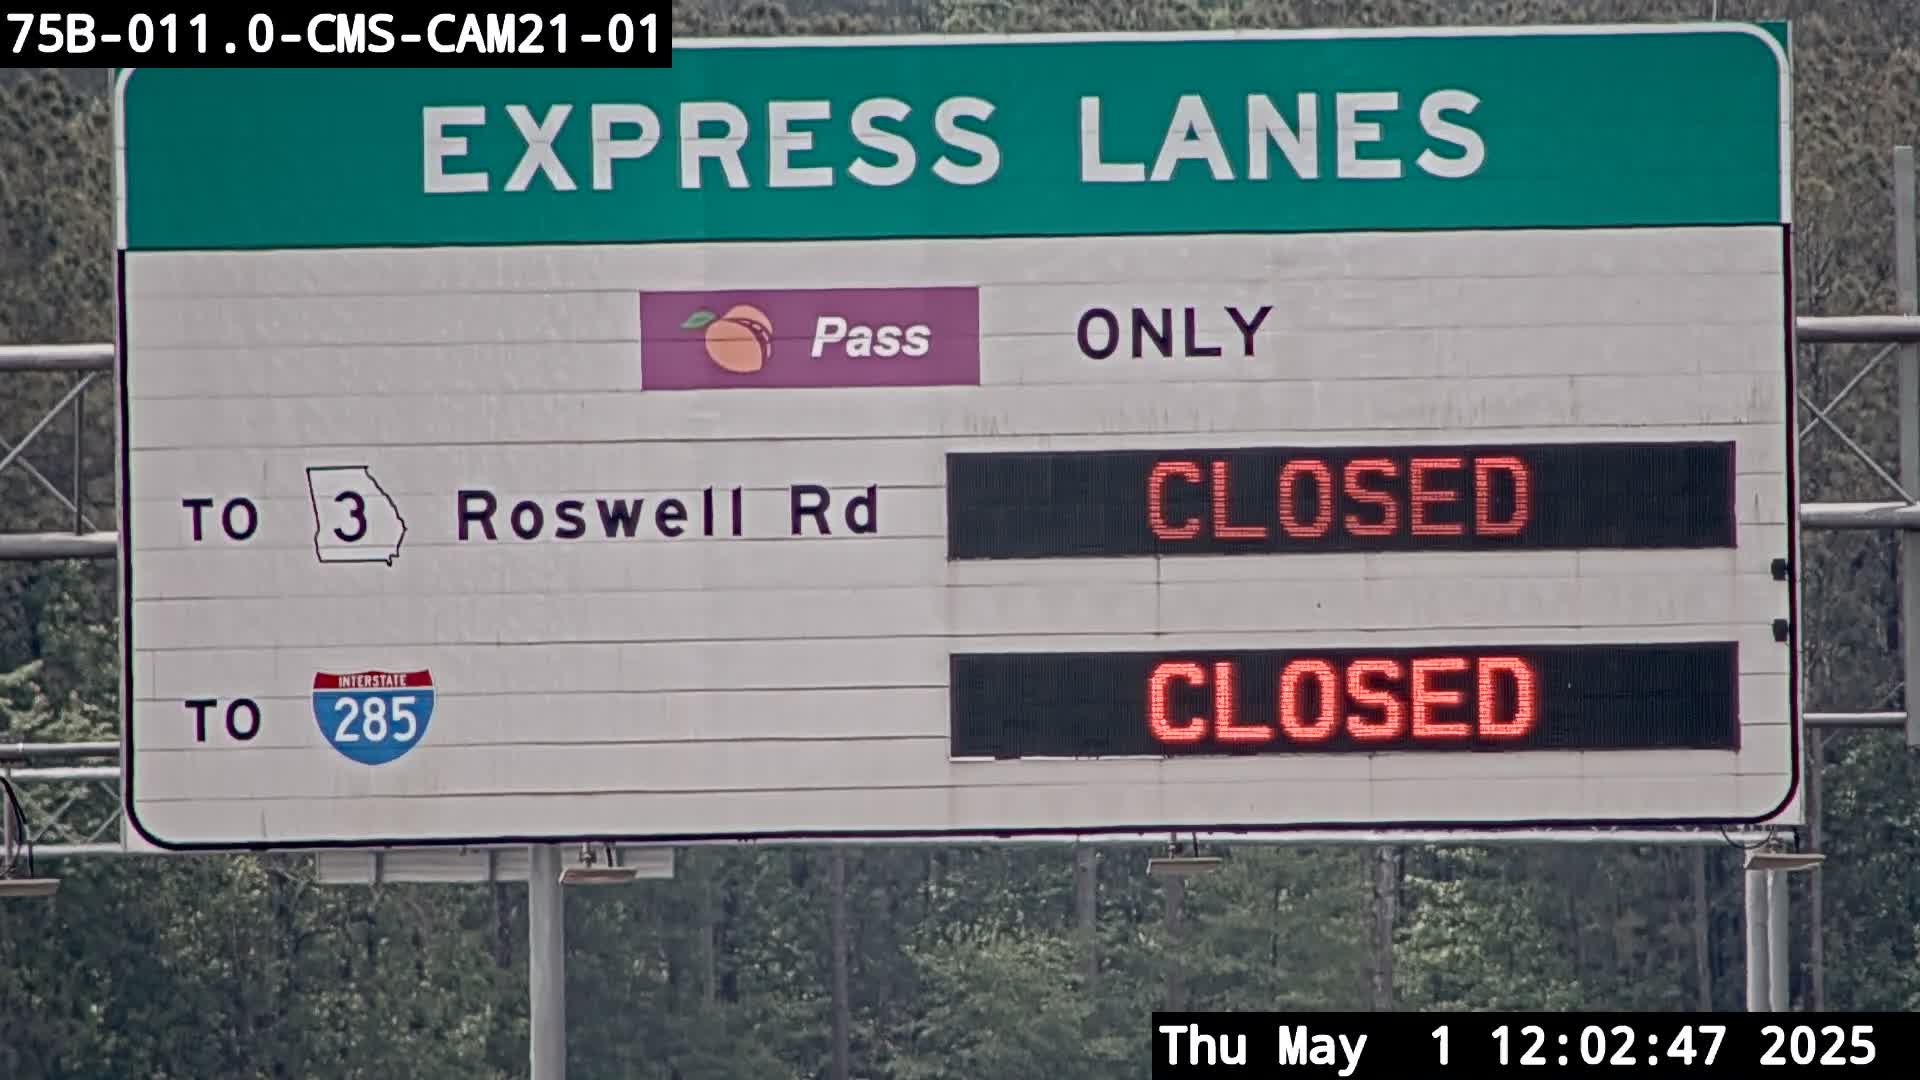 75B-011.0-CMS-CAM21-01
EXPRESS LANES
Pass ONLY
TO 3 Roswell Rd CLOSED
TO INTERSTATE 285 CLOSED
Thu May 1 12:02:47 2025